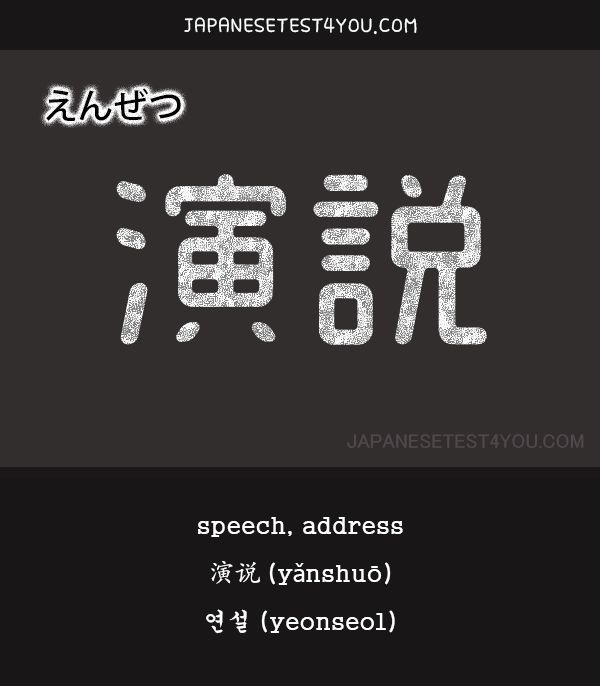 JAPANESETEST4YOU.COM
えんぜつ
演説
JAPANESETEST4YOU.COM
speech, address
演说 (yǎnshuō)
연설 (yeonseol)